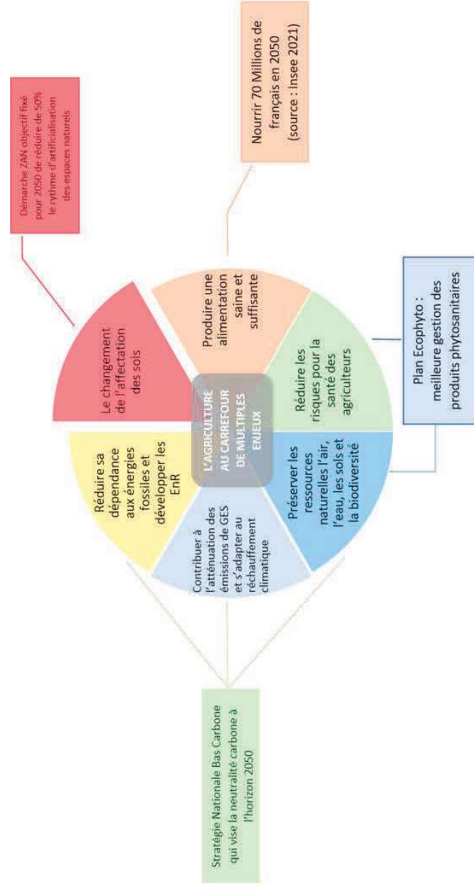 Démarche ZAN objectif fixé
pour 2050 de réduire de 50%
le rythme d'artificialisation
des espaces naturels
Réduire sa
dépendance
aux énergies
fossiles et
développer les
EnR
Le changement
de l'affectation
des sols
Stratégie Nationale Bas Carbone
qui vise la neutralité carbone à
l'horizon 2050
Contribuer à
l'atténuation des
émissions de GES
et s'adapter au
réchauffement
climatique
L'AGRICULTURE
AU CARREFOUR
DE MULTIPLES
ENJEUX
Produire une
alimentation
saine et
suffisante
Nourrir 70 Millions de
français en 2050
(source : Insee 2021)
Préserver les
ressources
naturelles l'air,
l'eau, les sols et
la biodiversité
Réduire les
risques pour la
santé des
agriculteurs
Plan Ecophyto :
meilleure gestion des
produits phytosanitaires